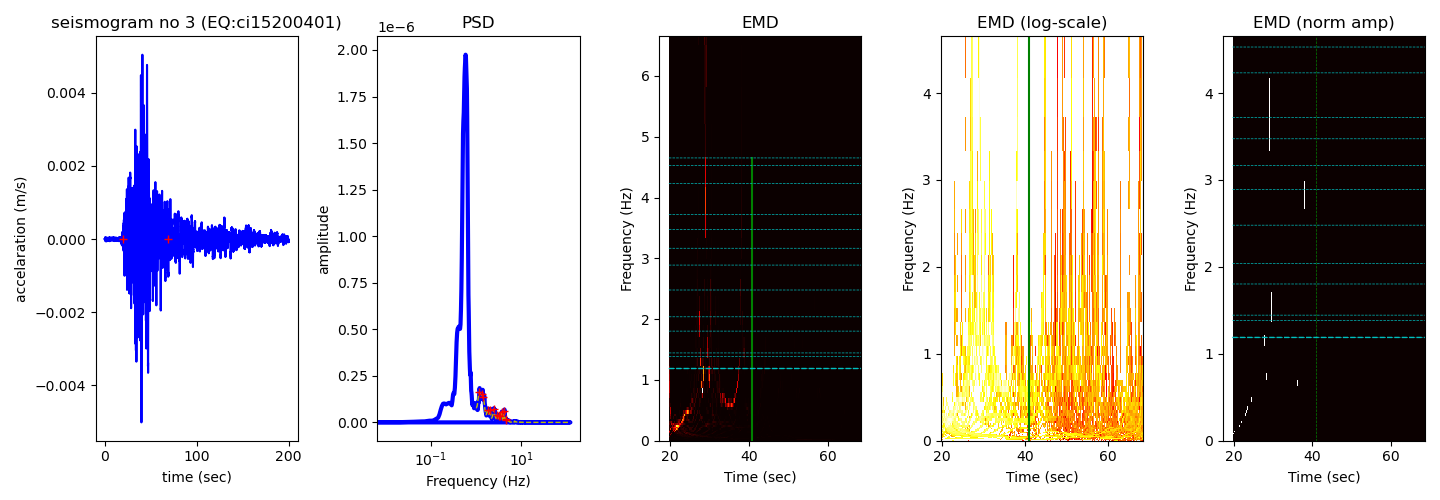 seismogram no 3 (EQ:ci15200401)
accelaration (m/s)
0.004
0.002
0.000
−0.002
−0.004
0
100
200
time (sec)
PSD
1e−6
amplitude
2.00
1.75
1.50
1.25
1.00
0.75
0.50
0.25
0.00
10⁻¹
10¹
Frequency (Hz)
EMD
Frequency (Hz)
6
5
4
3
2
1
0
20
40
60
Time (sec)
EMD (log-scale)
Frequency (Hz)
4
3
2
1
0
20
40
60
Time (sec)
EMD (norm amp)
Frequency (Hz)
4
3
2
1
0
20
40
60
Time (sec)